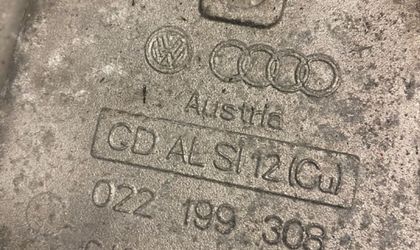 Austria
GD AL SI 12 (Cu)
022 199 308